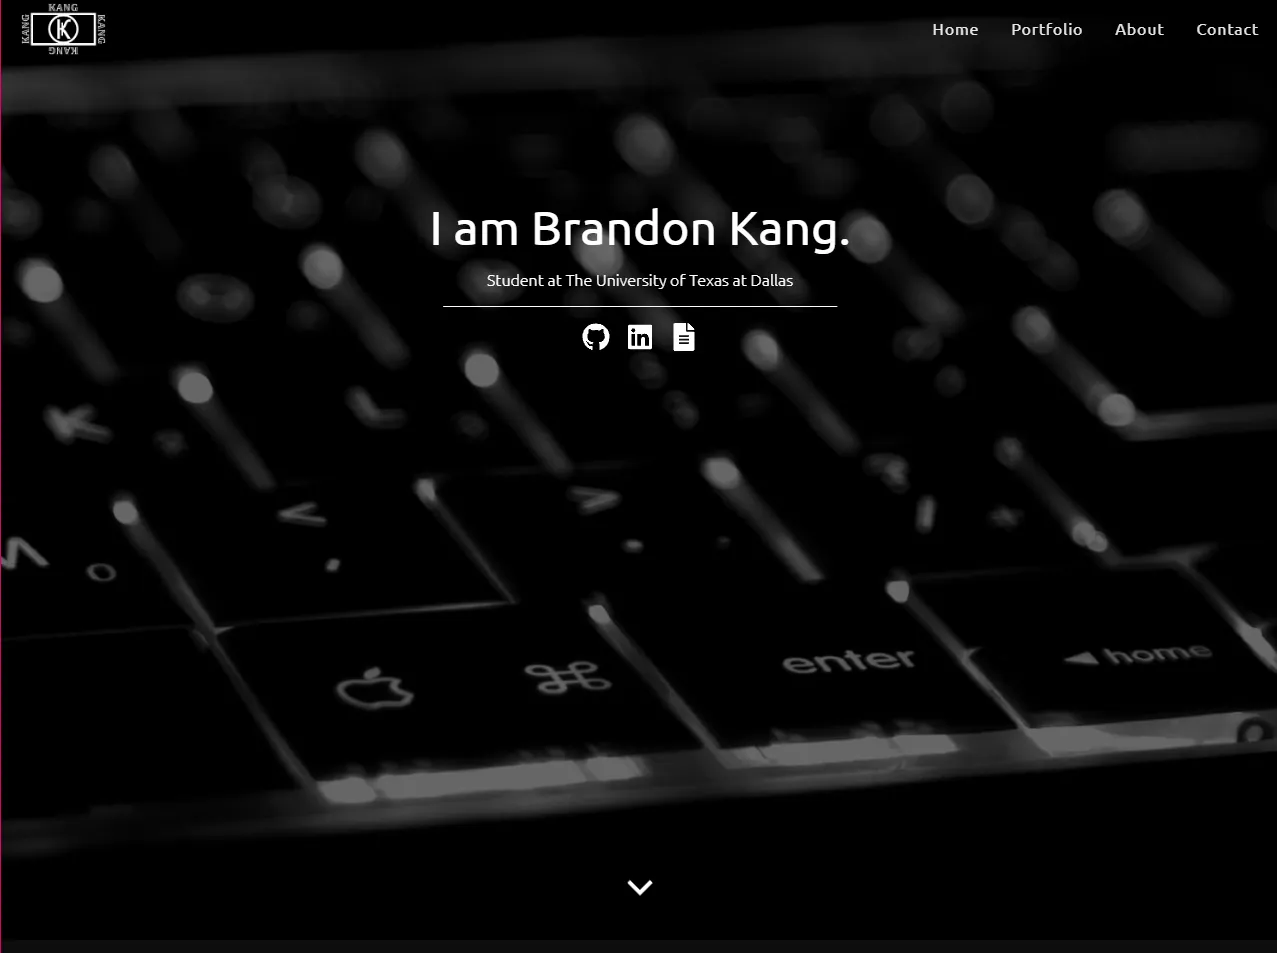 KANG
KANG
K
KANG
KANG
Home
Portfolio
About
Contact
I am Brandon Kang.
Student at The University of Texas at Dallas
in
K
<
,
>
.
M
⌘
enter
◄ home